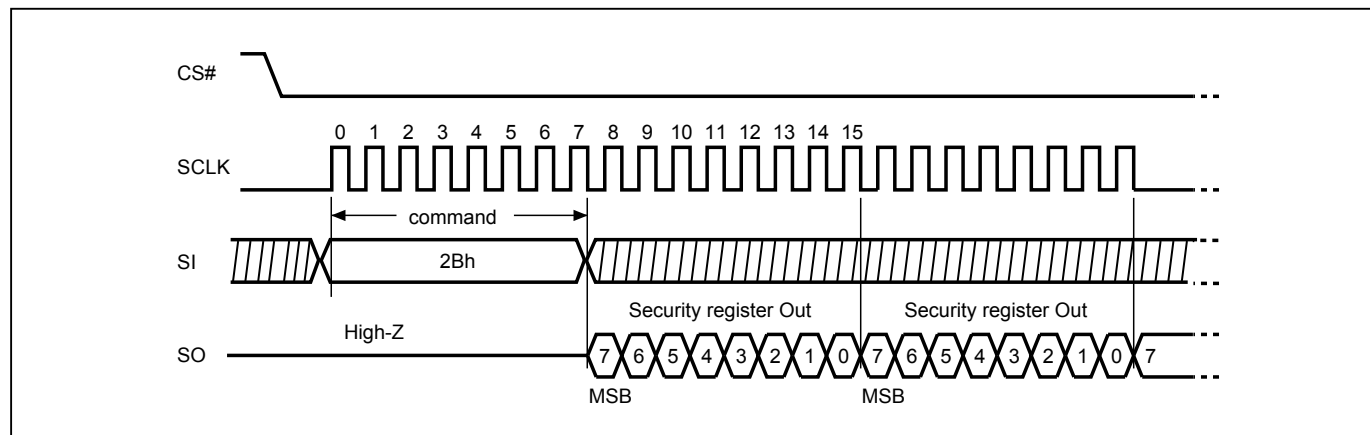 CS#
0 1 2 3 4 5 6 7 8 9 10 11 12 13 14 15
SCLK
command
SI
2Bh
Security register Out Security register Out
High-Z
SO
7 6 5 4 3 2 1 0 7 6 5 4 3 2 1 0 7
MSB MSB